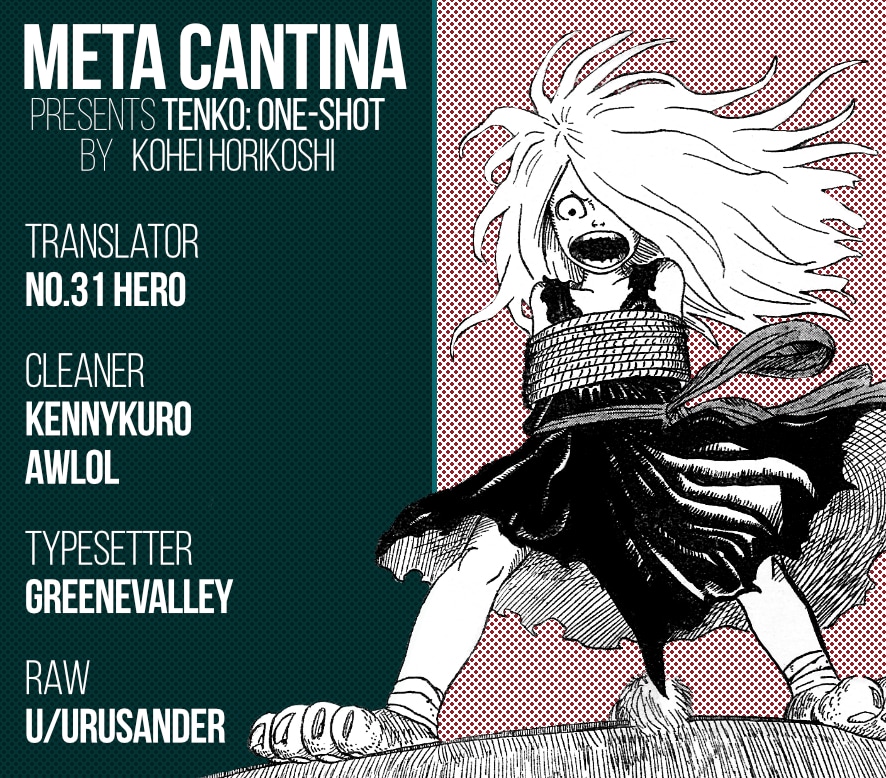 META CANTINA
PRESENTS TENKO: ONE-SHOT
BY KOHEI HORIKOSHI
TRANSLATOR
NO.31 HERO
CLEANER
KENNYKURO
AWLOL
TYPESETTER
GREENEVALLEY
RAW
U/URUSANDER